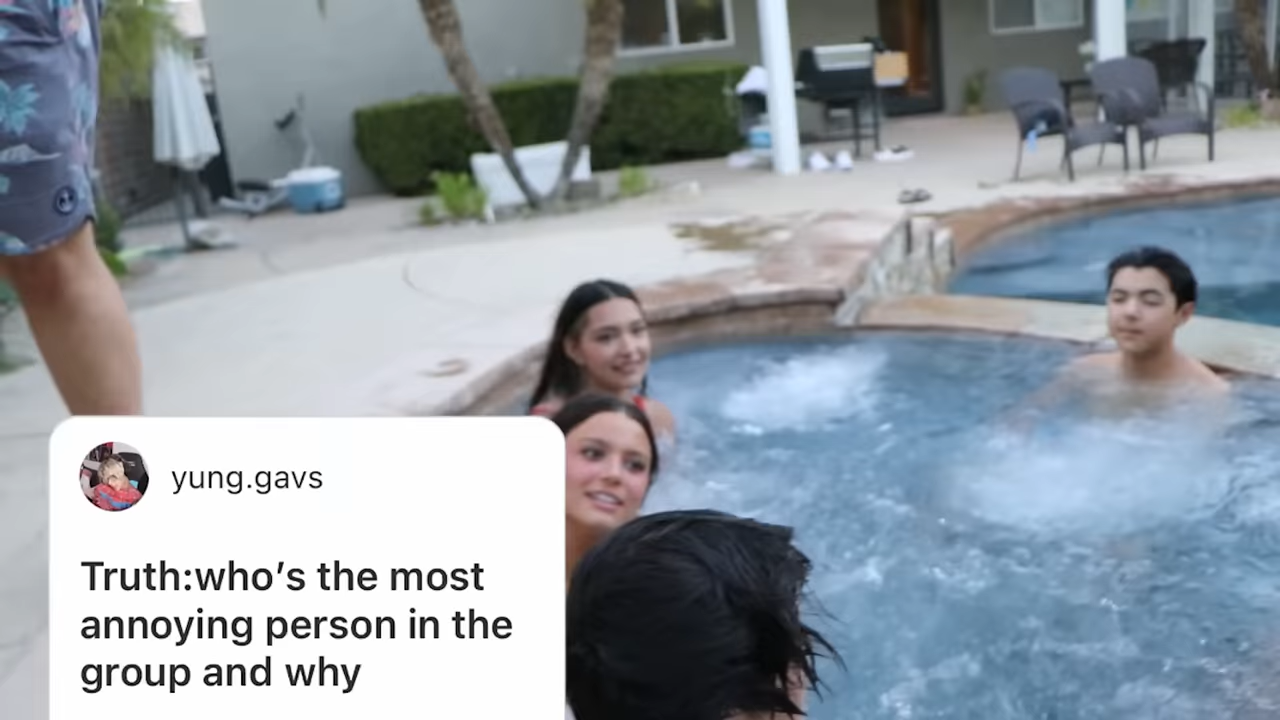 yung.gavs
Truth:who's the most
annoying person in the
group and why